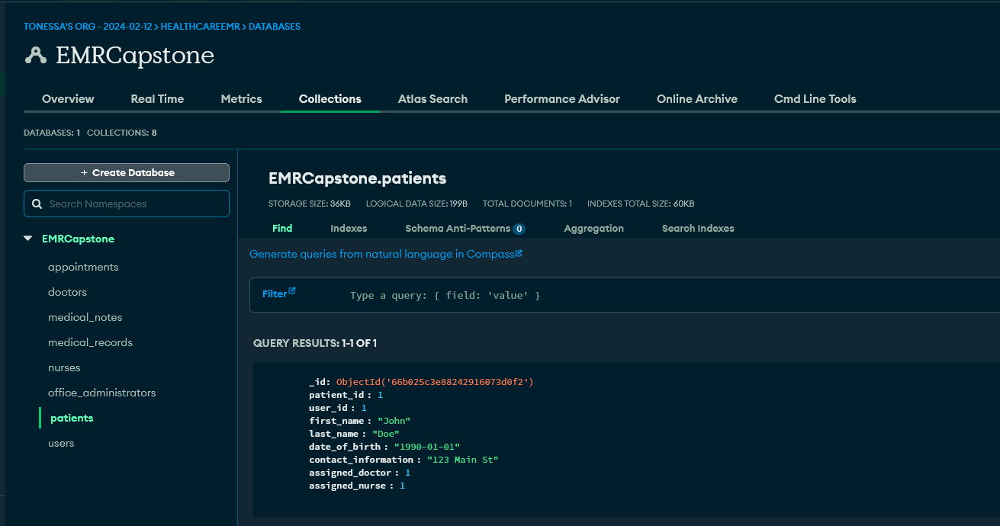 TONESSA'S ORG - 2024-02-12 > HEALTHCAREEMR > DATABASES
EMRCapstone
Overview Real Time Metrics Collections Atlas Search Performance Advisor Online Archive Cmd Line Tools
DATABASES: 1 COLLECTIONS: 8
+ Create Database
Search Namespaces
EMRCapstone
appointments
doctors
medical_notes
medical_records
nurses
office_administrators
patients
users
EMRCapstone.patients
STORAGE SIZE: 36KB LOGICAL DATA SIZE: 199B TOTAL DOCUMENTS: 1 INDEXES TOTAL SIZE: 60KB
Find Indexes Schema Anti-Patterns 0 Aggregation Search Indexes
Generate queries from natural language in Compass
Filter Type a query: { field: 'value' }
QUERY RESULTS: 1-1 OF 1
_id: ObjectId('66b025c3e88242916073d0f2')
patient_id : 1
user_id : 1
first_name : "John"
last_name : "Doe"
date_of_birth : "1990-01-01"
contact_information : "123 Main St"
assigned_doctor : 1
assigned_nurse : 1